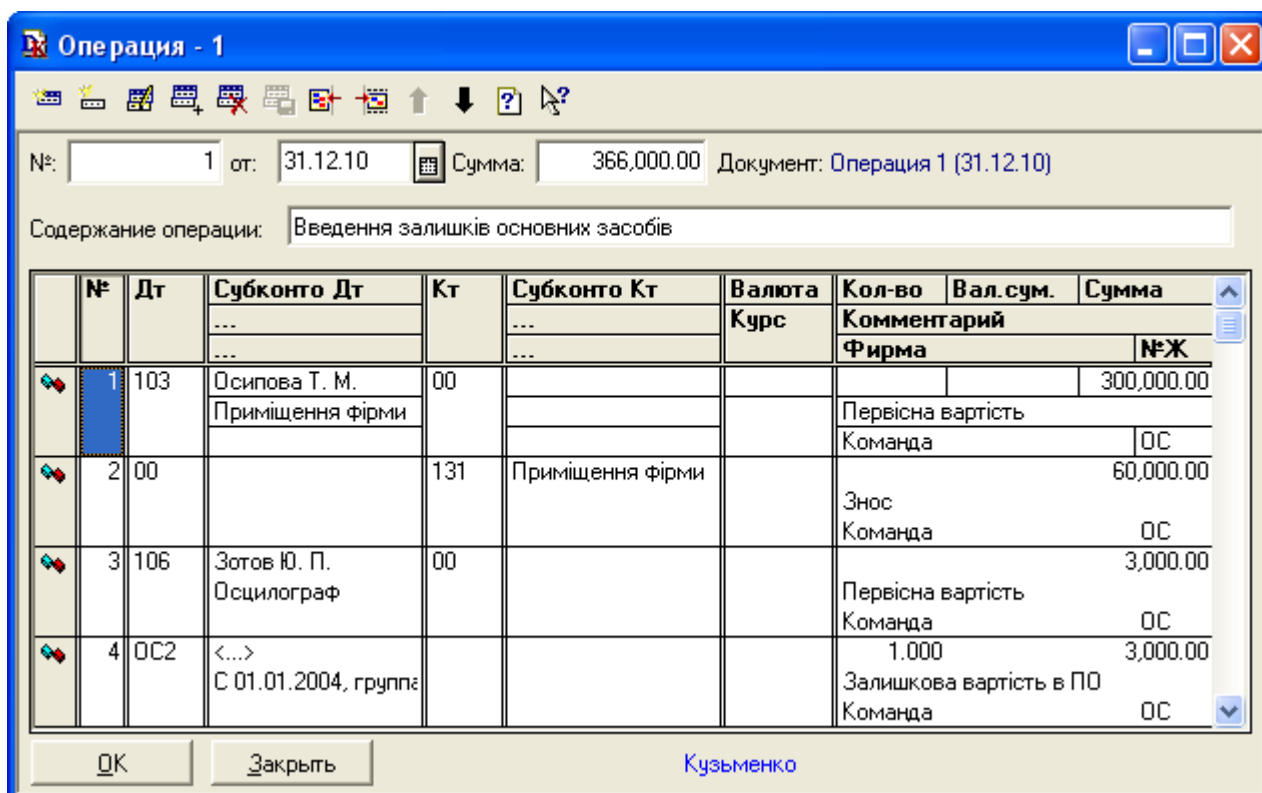 Операция - 1
№: 1 от: 31.12.10 Сумма: 366,000.00 Документ: Операция 1 (31.12.10)
Содержание операции: Введення залишків основних засобів
№ Дт Субконто Дт Кт Субконто Кт Валюта Кол-во Вал.сум. Сумма
... ... Курс Комментарий
... ... Фирма №Ж
1 103 Осипова Т. М. 00 300,000.00
Приміщення фірми Первісна вартість
Команда ОС
2 00 131 Приміщення фірми 60,000.00
Знос
Команда ОС
3 106 Зотов Ю. П. 00 3,000.00
Осцилограф Первісна вартість
Команда ОС
4 ОС2 <...> 1.000 3,000.00
С 01.01.2004, группа Залишкова вартість в ПО
Команда ОС
OK Закрыть Кузьменко